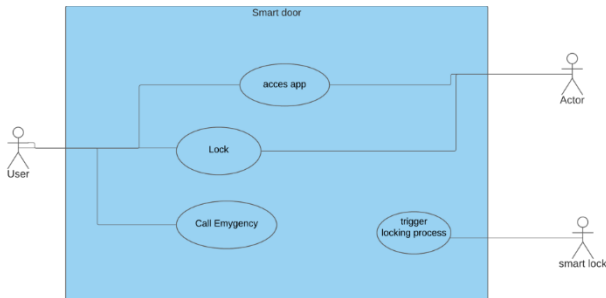 Smart door
acces app
Actor
Lock
User
Call Emygency
trigger
locking process
smart lock